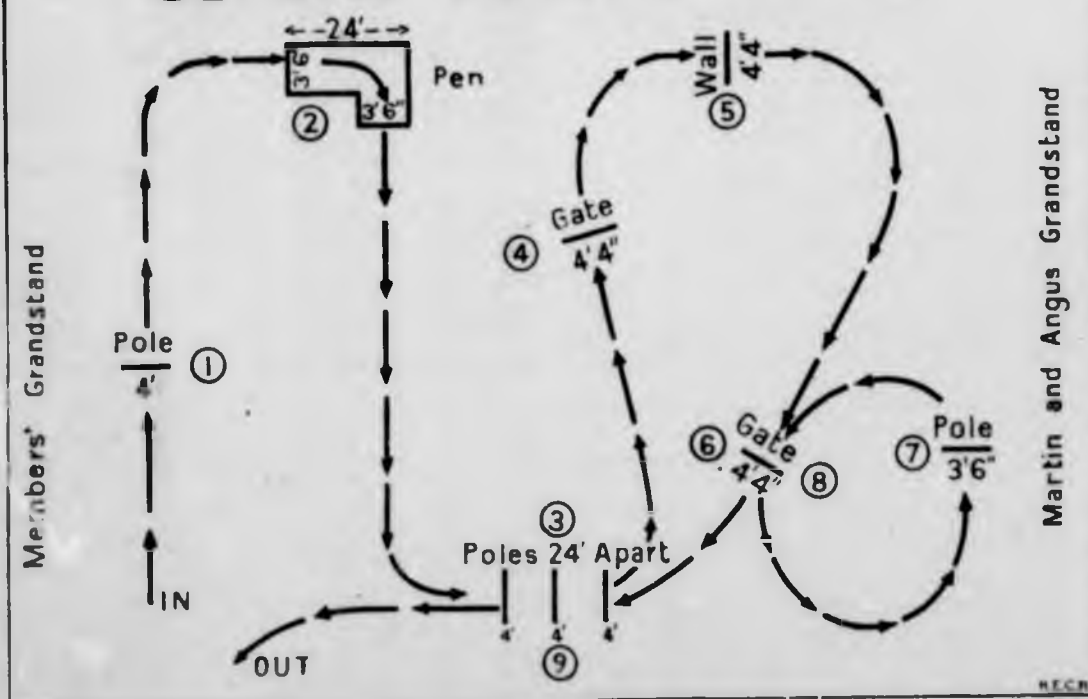 24'
3' 6"
3' 6"
Pen
②
Wall
4' 4"
⑤
Gate
4' 4"
④
Members' Grandstand
Martin and Angus Grandstand
Pole
4'
①
Gate
4' 4"
⑥
⑧
Pole
3' 6"
⑦
③
Poles 24' Apart
4'
4'
4'
⑨
IN
OUT